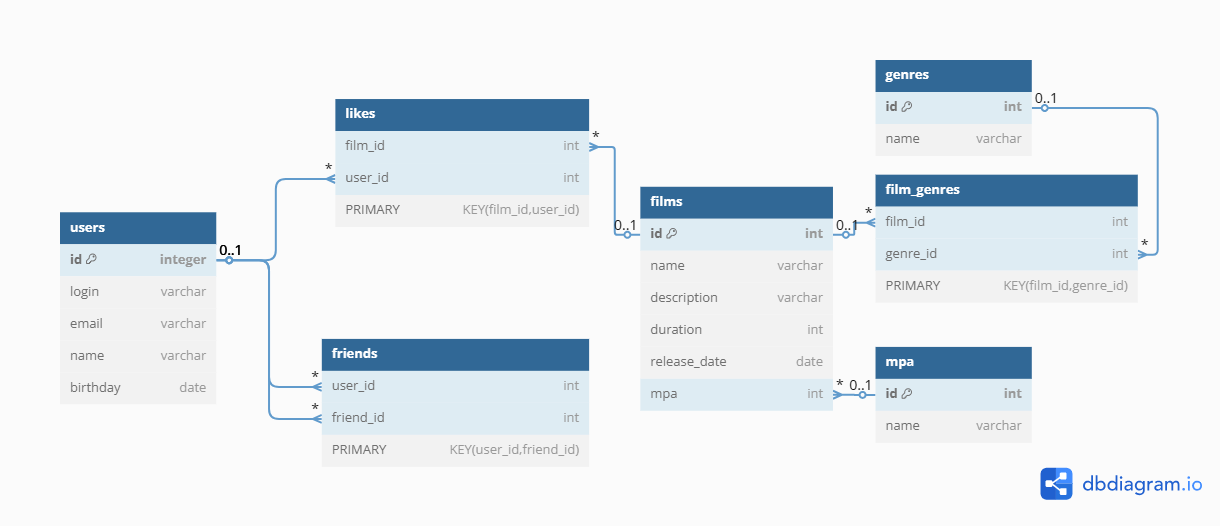 users
id integer
login varchar
email varchar
name varchar
birthday date
0..1
likes
film_id int
user_id int
PRIMARY KEY(film_id,user_id)
*
*
friends
user_id int
friend_id int
PRIMARY KEY(user_id,friend_id)
*
*
films
id int
name varchar
description varchar
duration int
release_date date
mpa int
0..1
0..1
*
genres
id int
name varchar
0..1
film_genres
film_id int
genre_id int
PRIMARY KEY(film_id,genre_id)
*
*
mpa
id int
name varchar
0..1
dbdiagram.io